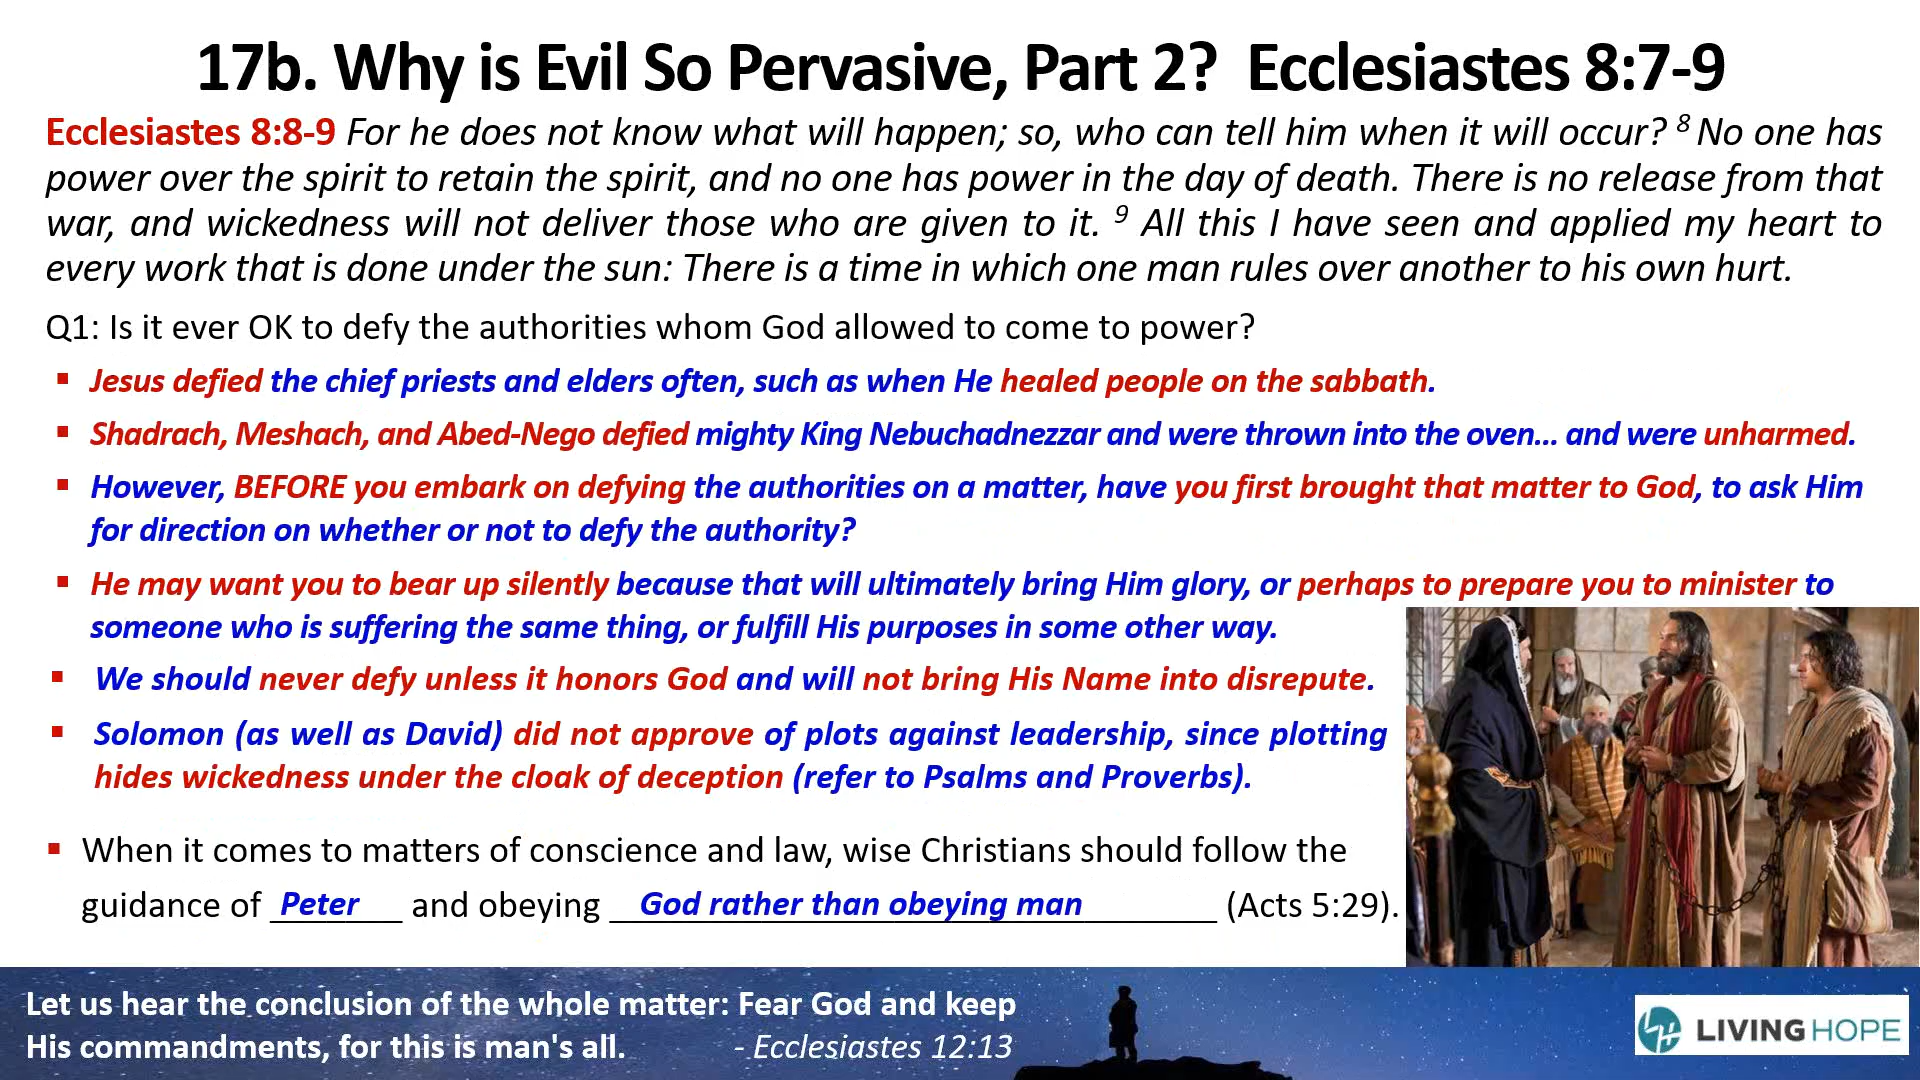 17b. Why is Evil So Pervasive, Part 2?  Ecclesiastes 8:7-9
Ecclesiastes 8:8-9 For he does not know what will happen; so, who can tell him when it will occur? 8 No one has
power over the spirit to retain the spirit, and no one has power in the day of death. There is no release from that
war, and wickedness will not deliver those who are given to it. 9 All this I have seen and applied my heart to
every work that is done under the sun: There is a time in which one man rules over another to his own hurt.
Q1: Is it ever OK to defy the authorities whom God allowed to come to power?
▪ Jesus defied the chief priests and elders often, such as when He healed people on the sabbath.
▪ Shadrach, Meshach, and Abed-Nego defied mighty King Nebuchadnezzar and were thrown into the oven... and were unharmed.
▪ However, BEFORE you embark on defying the authorities on a matter, have you first brought that matter to God, to ask Him
for direction on whether or not to defy the authority?
▪ He may want you to bear up silently because that will ultimately bring Him glory, or perhaps to prepare you to minister to
someone who is suffering the same thing, or fulfill His purposes in some other way.
▪ We should never defy unless it honors God and will not bring His Name into disrepute.
▪ Solomon (as well as David) did not approve of plots against leadership, since plotting
hides wickedness under the cloak of deception (refer to Psalms and Proverbs).
▪ When it comes to matters of conscience and law, wise Christians should follow the
guidance of Peter and obeying God rather than obeying man (Acts 5:29).
Let us hear the conclusion of the whole matter: Fear God and keep
His commandments, for this is man's all. - Ecclesiastes 12:13
LH LIVING HOPE